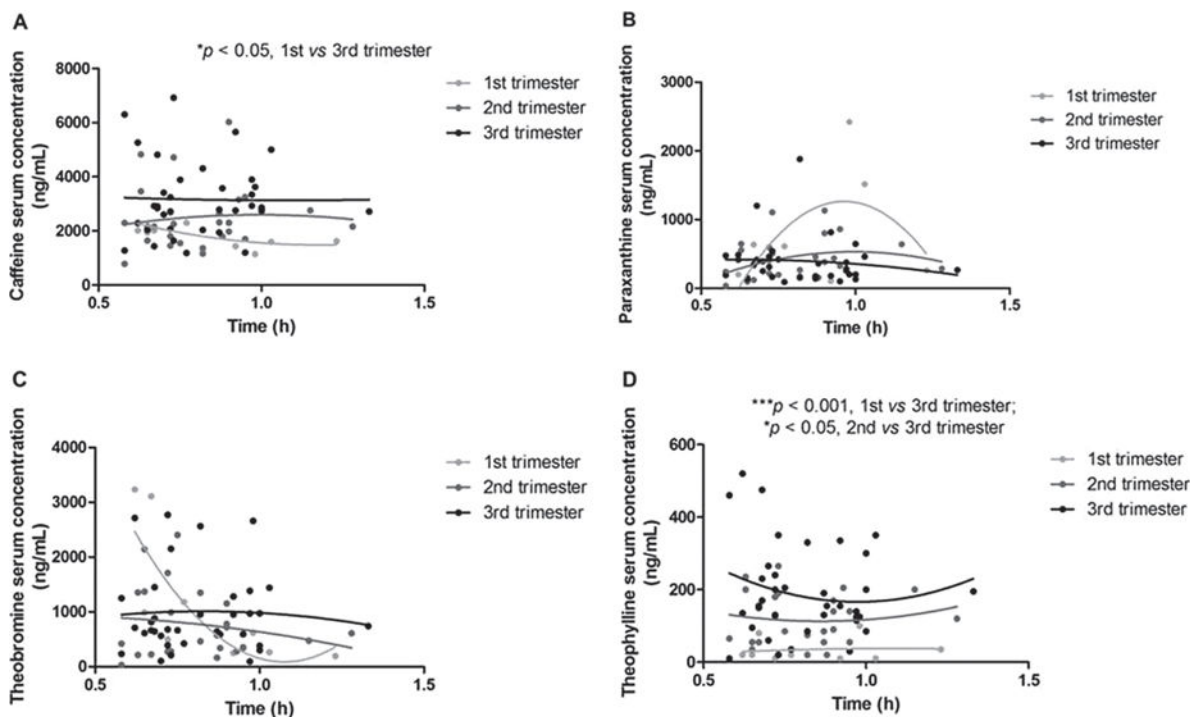 A
*p < 0.05, 1st vs 3rd trimester
Caffeine serum concentration
(ng/mL)
8000
6000
4000
2000
0
0.5
1.0
1.5
Time (h)
1st trimester
2nd trimester
3rd trimester
B
Paraxanthine serum concentration
(ng/mL)
3000
2000
1000
0
0.5
1.0
1.5
Time (h)
1st trimester
2nd trimester
3rd trimester
C
Theobromine serum concentration
(ng/mL)
4000
3000
2000
1000
0
0.5
1.0
1.5
Time (h)
1st trimester
2nd trimester
3rd trimester
D
***p < 0.001, 1st vs 3rd trimester;
*p < 0.05, 2nd vs 3rd trimester
Theophylline serum concentration
(ng/mL)
600
400
200
0
0.5
1.0
1.5
Time (h)
1st trimester
2nd trimester
3rd trimester